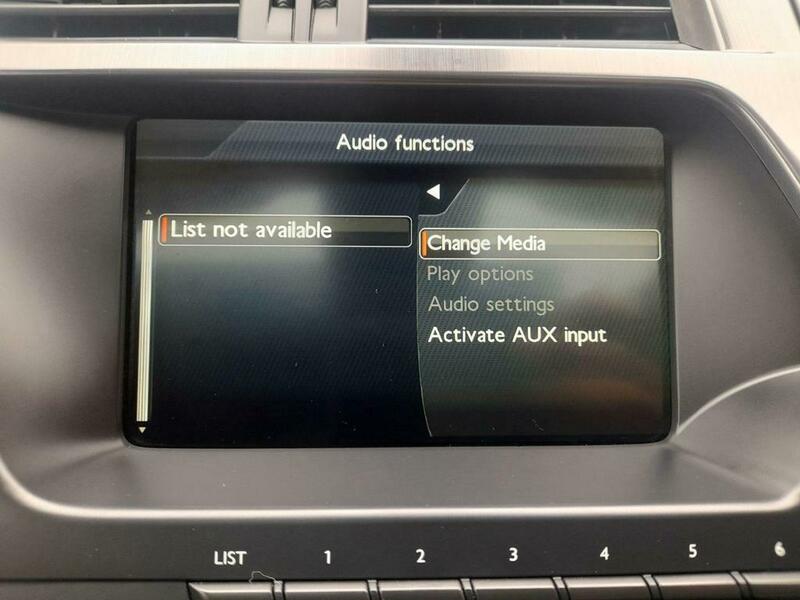 Audio functions
List not available
Change Media
Play options
Audio settings
Activate AUX input
LIST 1 2 3 4 5 6